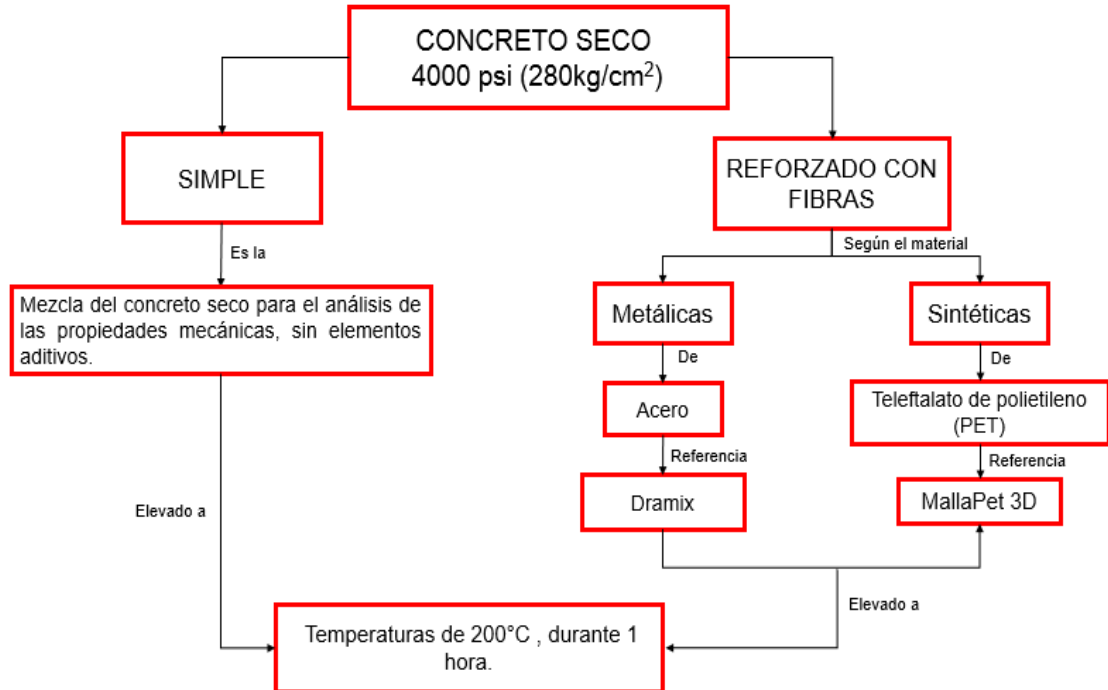 CONCRETO SECO
4000 psi (280kg/cm²)
SIMPLE
REFORZADO CON
FIBRAS
Es la
Según el material
Mezcla del concreto seco para el análisis de
las propiedades mecánicas, sin elementos
aditivos.
Metálicas
Sintéticas
De
De
Acero
Teleftalato de polietileno
(PET)
Referencia
Referencia
Dramix
MallaPet 3D
Elevado a
Elevado a
Temperaturas de 200°C , durante 1
hora.